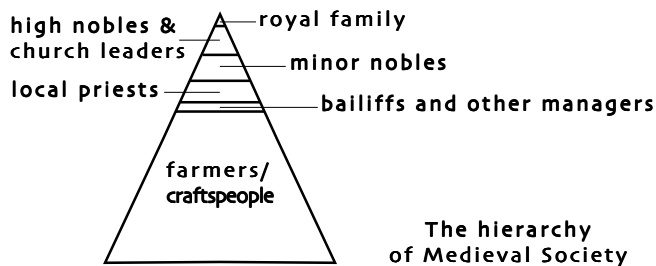 royal family
high nobles &
church leaders
minor nobles
local priests
bailiffs and other managers
farmers/
craftspeople
The hierarchy
of Medieval Society